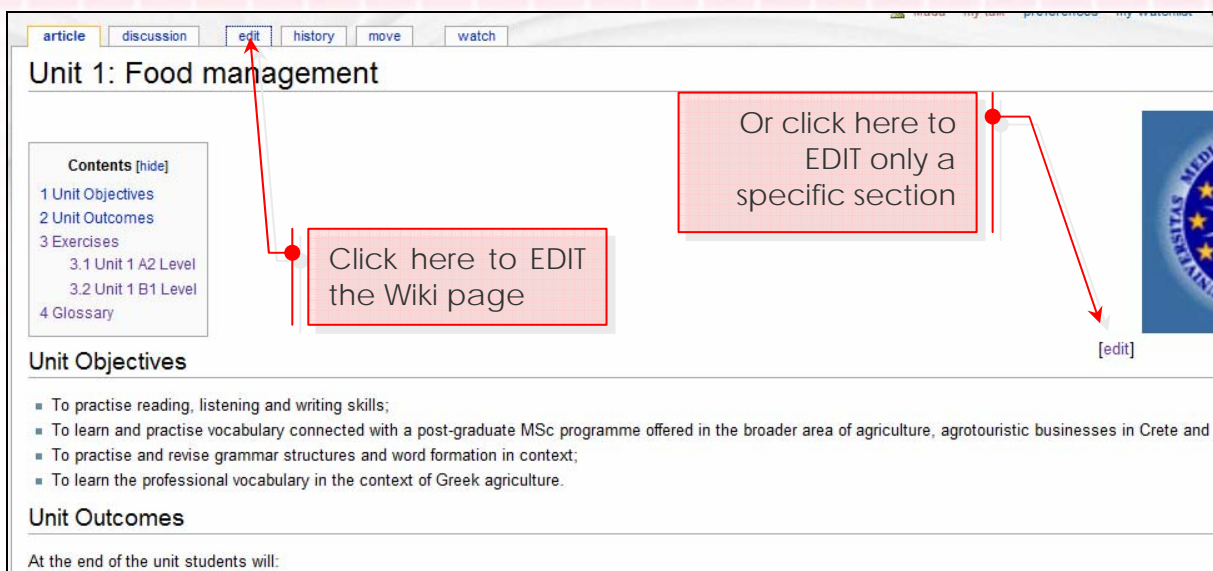 my talk preferences my watchlist
article discussion edit history move watch
Unit 1: Food management
Or click here to
EDIT only a
specific section
Contents [hide]
1 Unit Objectives
2 Unit Outcomes
3 Exercises
3.1 Unit 1 A2 Level
3.2 Unit 1 B1 Level
4 Glossary
Click here to EDIT
the Wiki page
[edit]
Unit Objectives
To practise reading, listening and writing skills;
To learn and practise vocabulary connected with a post-graduate MSc programme offered in the broader area of agriculture, agrotouristic businesses in Crete and
To practise and revise grammar structures and word formation in context;
To learn the professional vocabulary in the context of Greek agriculture.
Unit Outcomes
At the end of the unit students will: